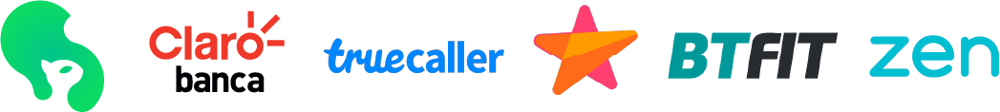 Claro
banca
truecaller
BTFIT
zen